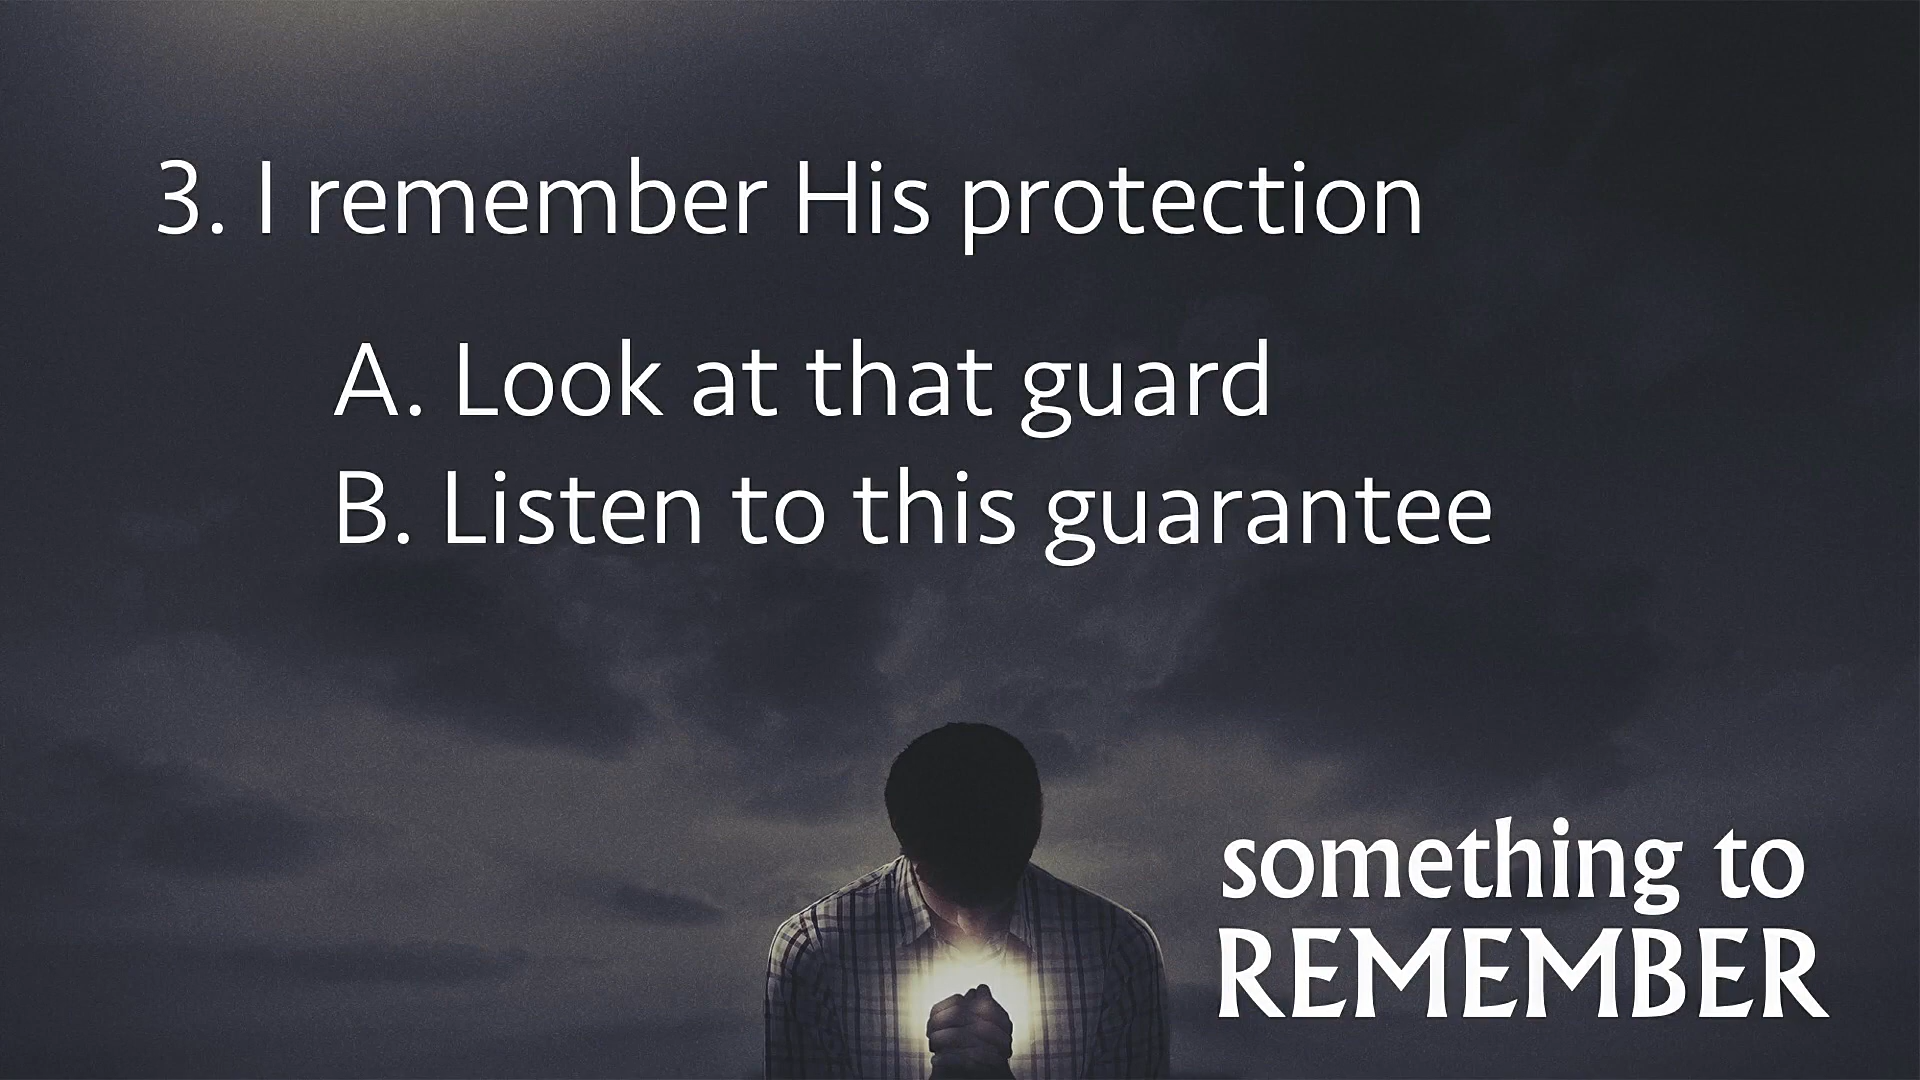 3. I remember His protection
A. Look at that guard
B. Listen to this guarantee
something to
REMEMBER